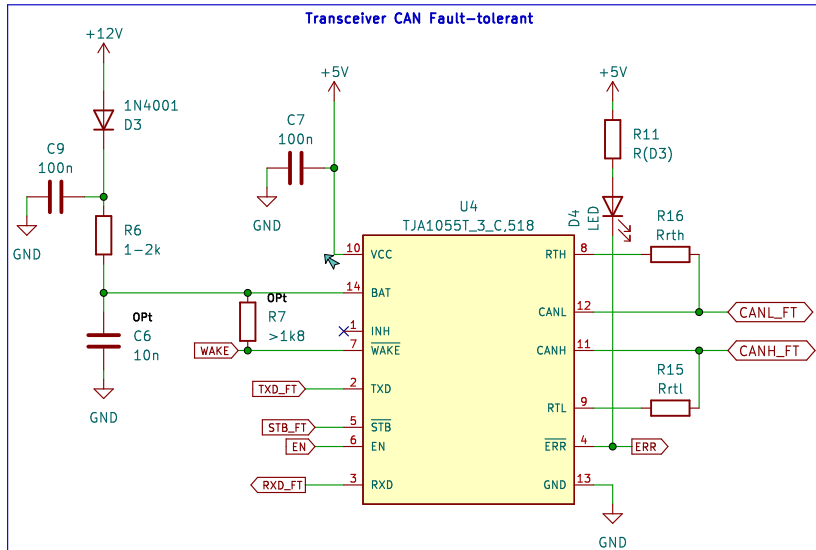 Transceiver CAN Fault-tolerant
+12V
+5V
+5V
1N4001
D3
C7
100n
R11
R(D3)
C9
100n
GND
GND
R6
1-2k
U4
TJA1055T_3_C,518
D4
LED
R16
Rrth
10
VCC
RTH
8
14
BAT
OPt
C6
10n
OPt
R7
>1k8
1
INH
CANL
12
CANL_FT
WAKE
7
WAKE
CANH
11
CANH_FT
R15
Rrtl
TXD_FT
2
TXD
RTL
9
STB_FT
5
STB
EN
6
EN
ERR
4
ERR
RXD_FT
3
RXD
GND
13
GND
GND